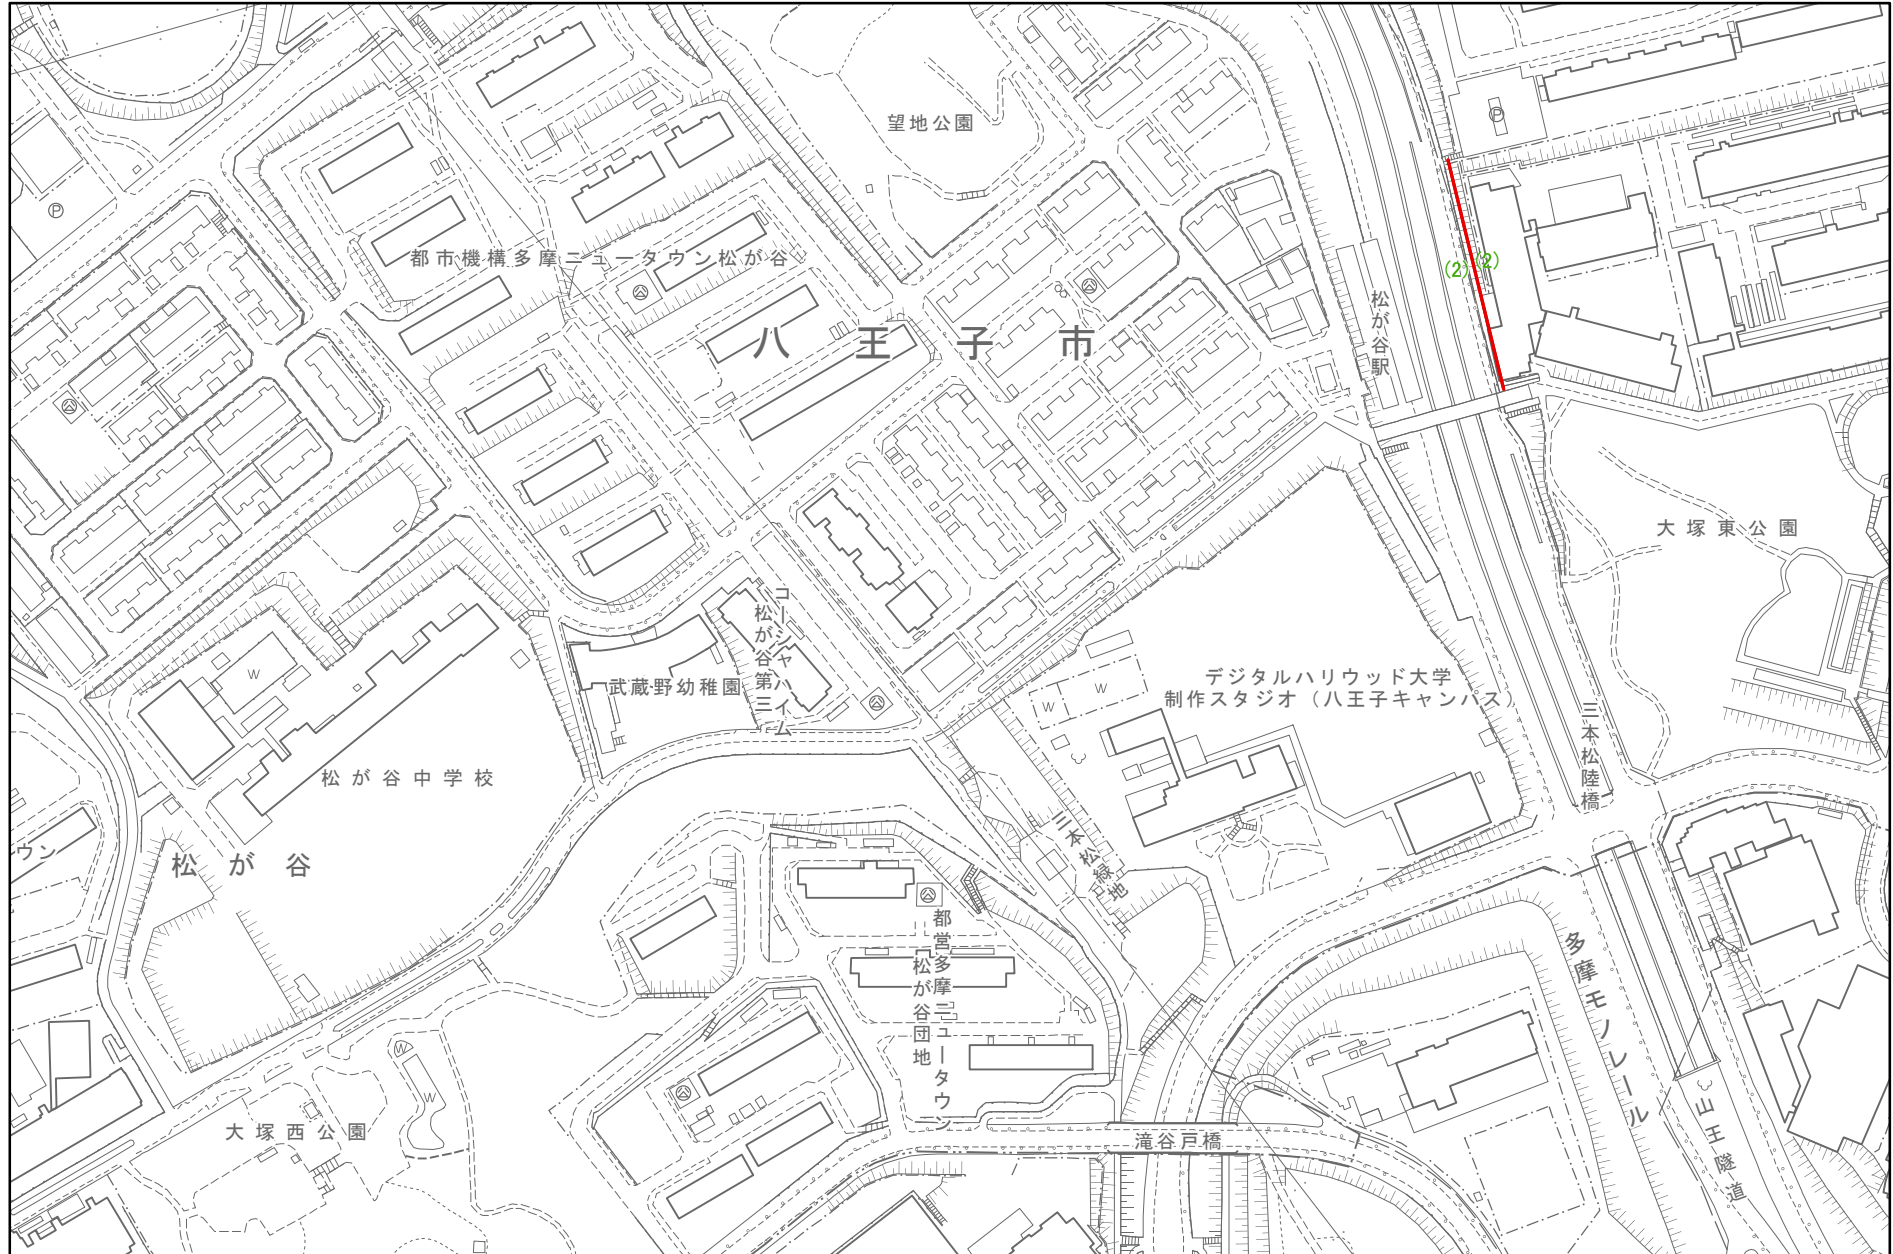 望地公園
Ⓟ
Ⓟ
都市機構多摩ニュータウン松が谷
(2)
(2)
八王子市
松が谷駅
大塚東公園
コーシャハイム
松が谷第三
武蔵野幼稚園
W
W
W
デジタルハリウッド大学
制作スタジオ（八王子キャンパス）
三本松陸橋
松が谷中学校
三本松緑地
ウン
松が谷
都営多摩ニュータウン
松が谷団地
多摩モノレール
W
W
大塚西公園
滝谷戸橋
山王隧道